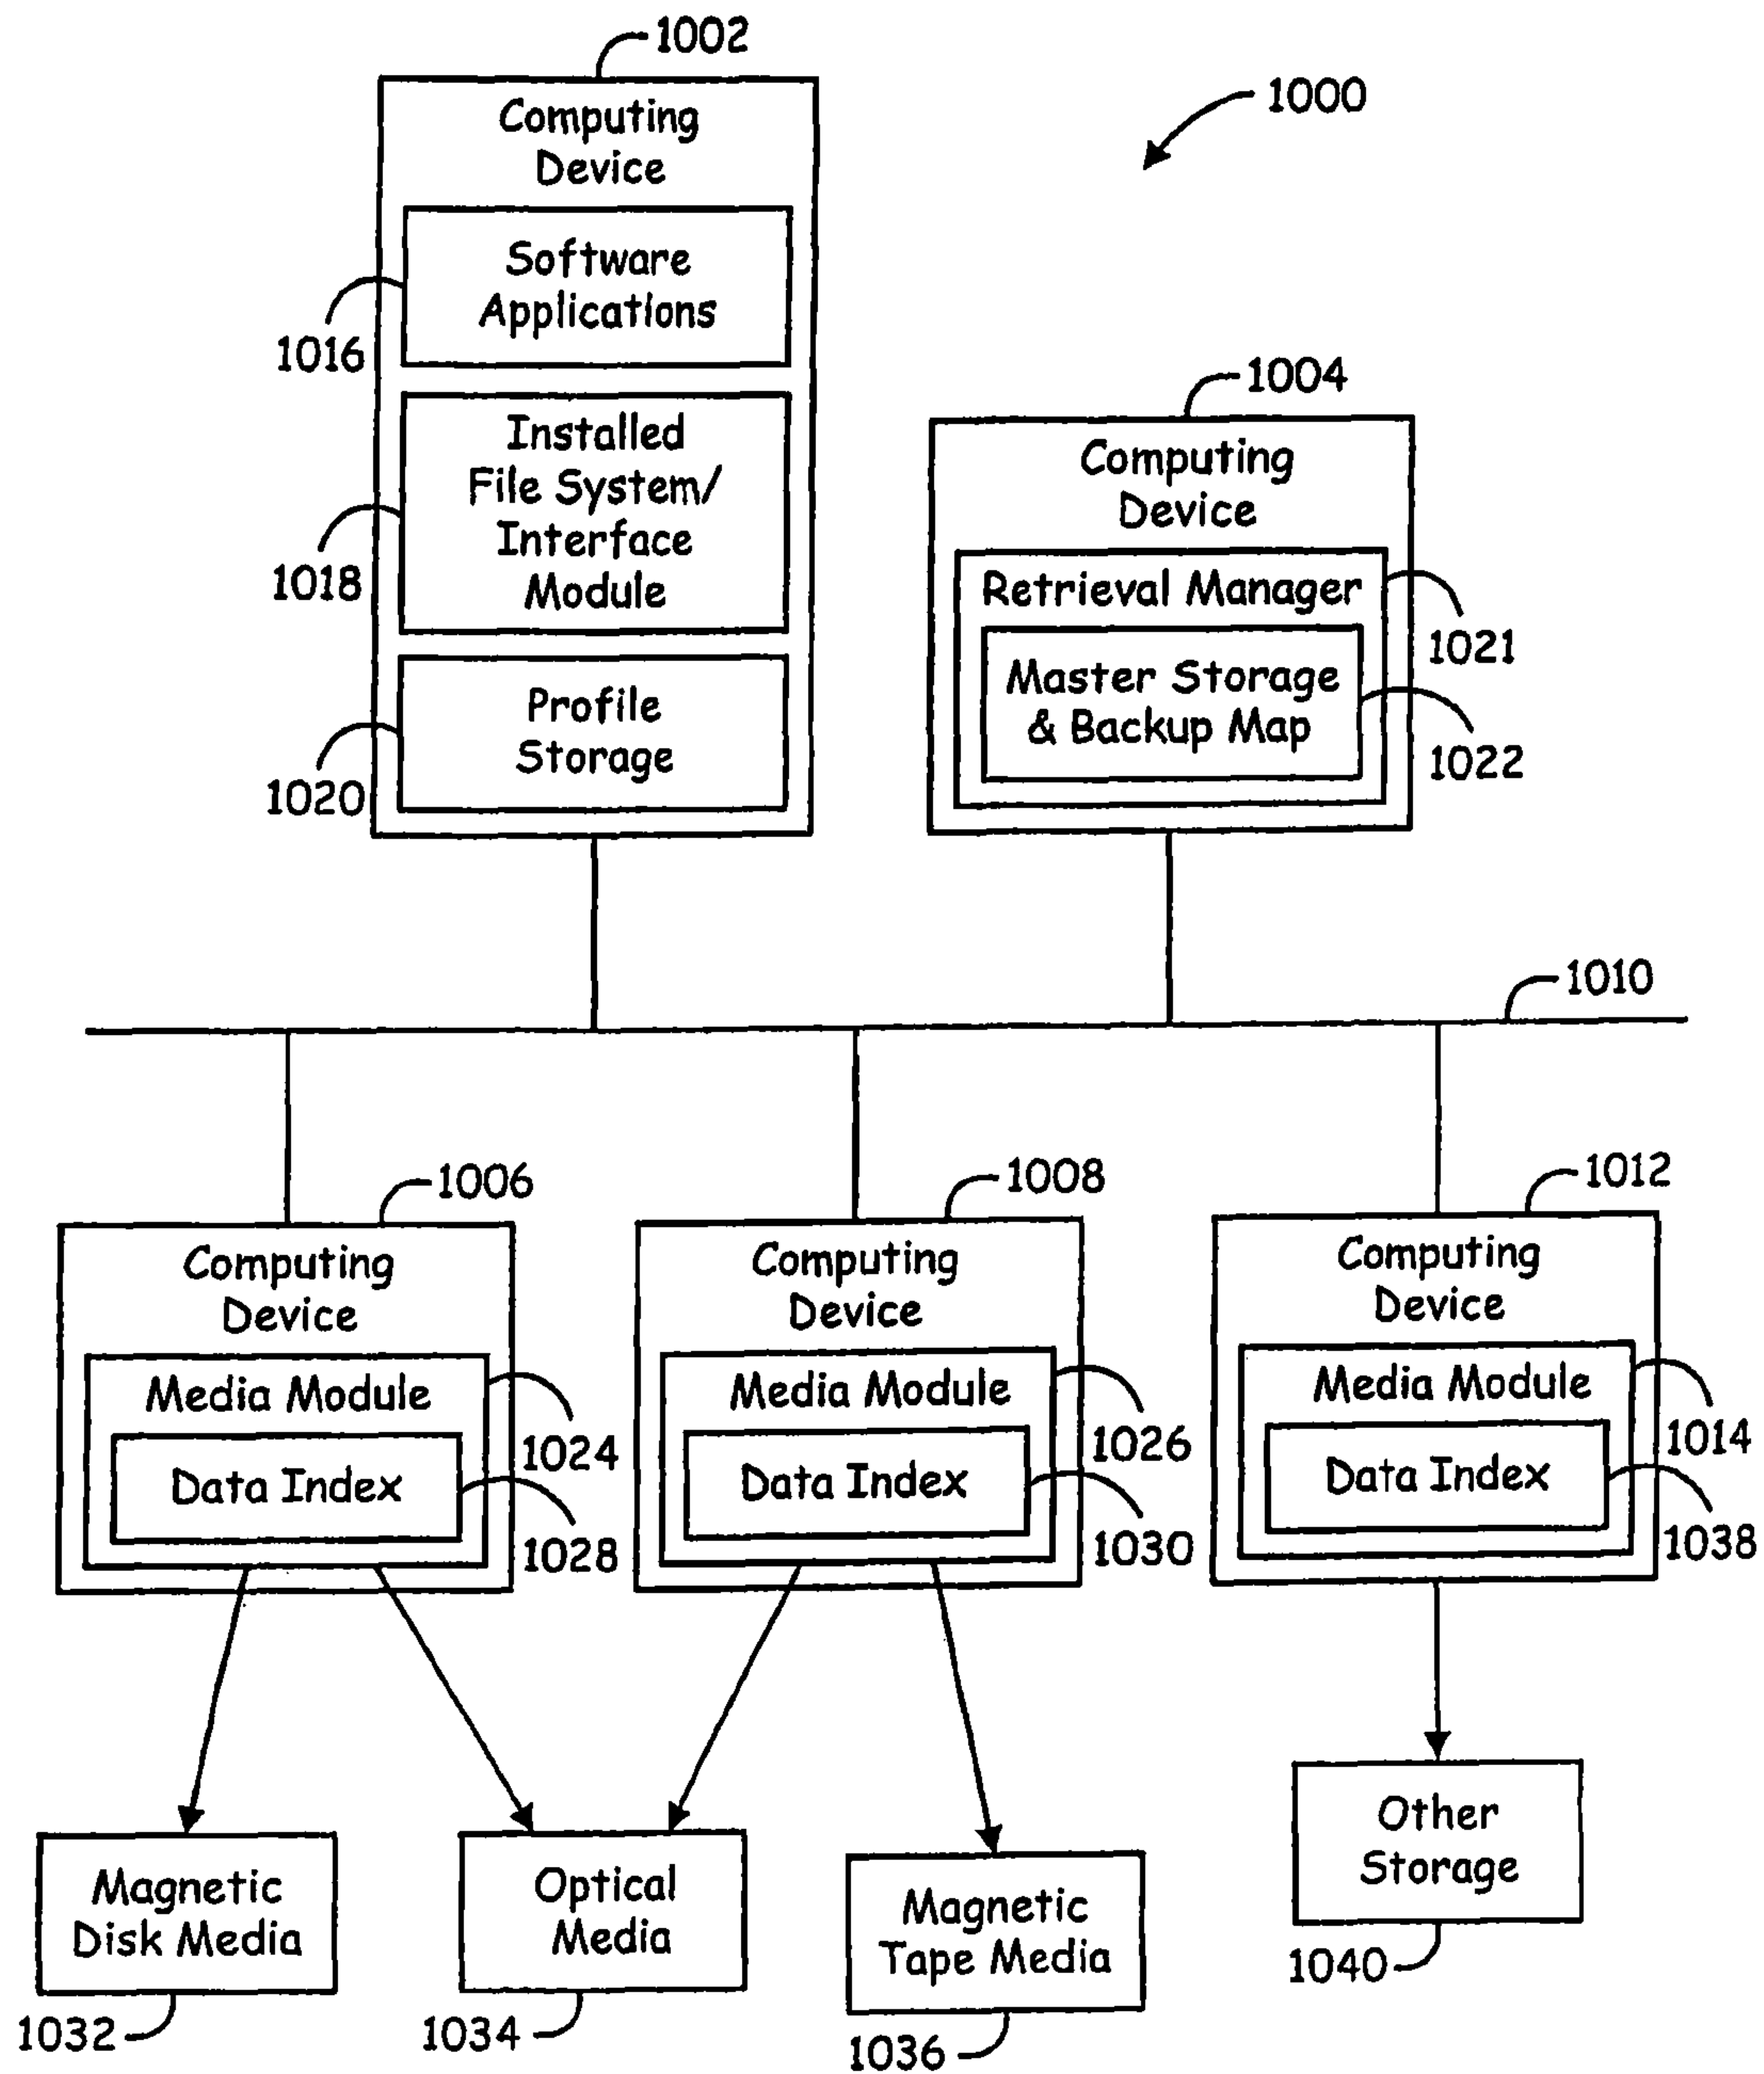 1002
1000
Computing
Device
Software
Applications
1016
Installed
File System/
Interface
Module
1018
Profile
Storage
1020
1004
Computing
Device
Retrieval Manager
1021
Master Storage
& Backup Map
1022
1010
1006
Computing
Device
Media Module
1024
Data Index
1028
1008
Computing
Device
Media Module
1026
Data Index
1030
1012
Computing
Device
Media Module
1014
Data Index
1038
Magnetic
Disk Media
1032
Optical
Media
1034
Magnetic
Tape Media
1036
Other
Storage
1040